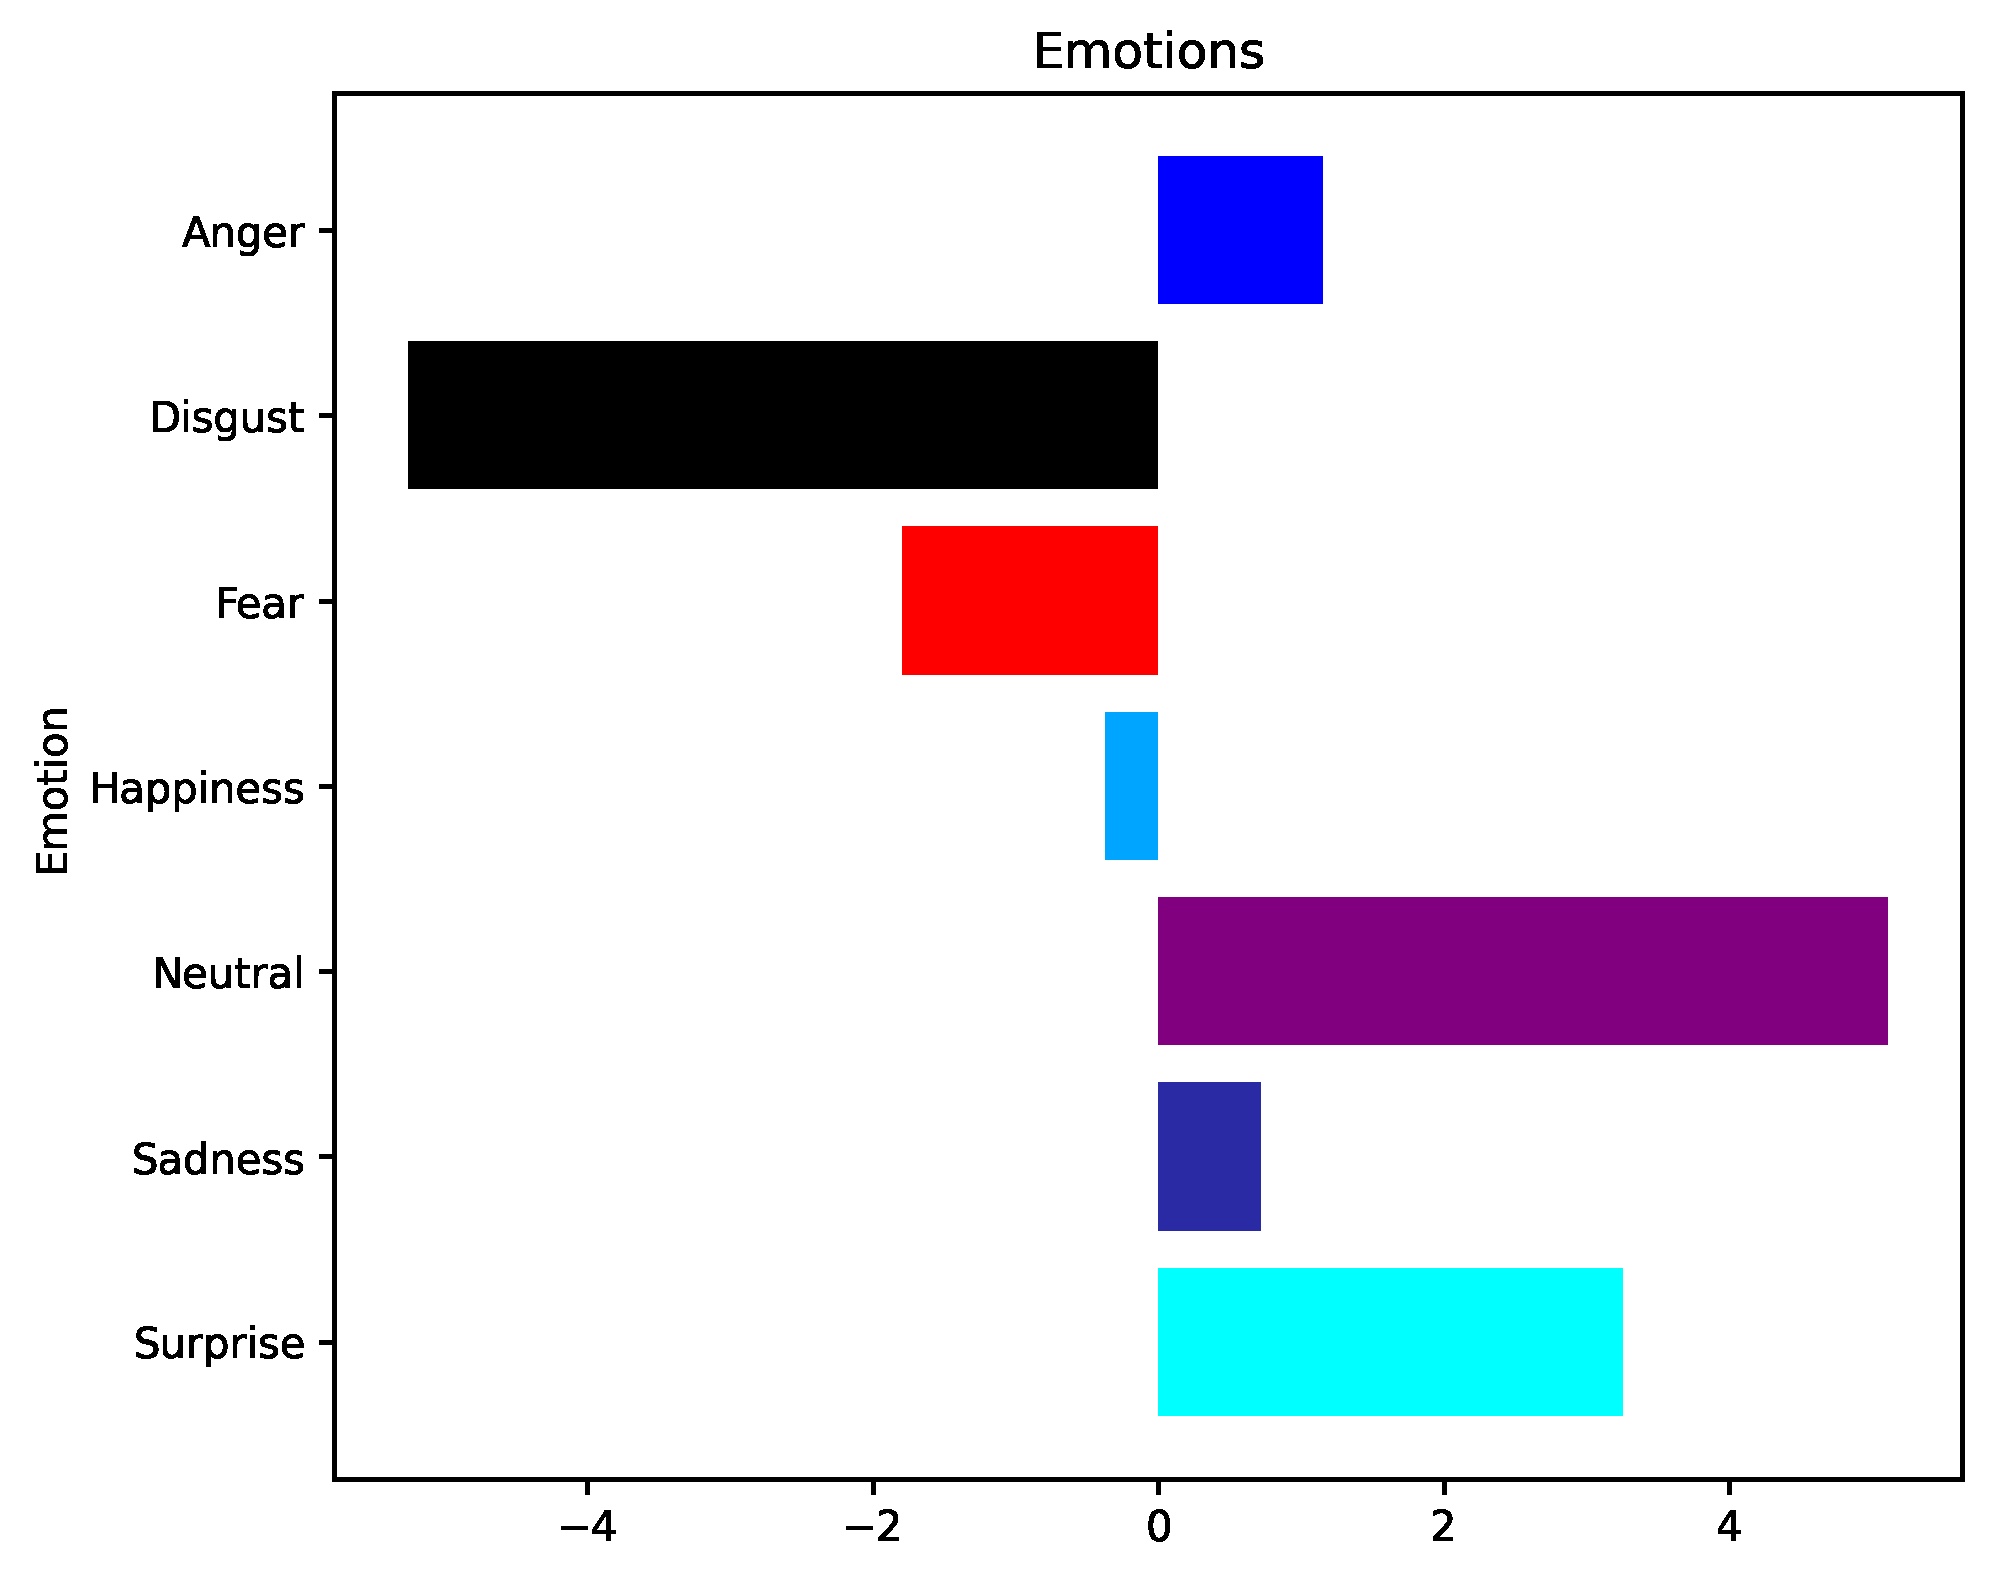 Emotions
Emotion
Anger
Disgust
Fear
Happiness
Neutral
Sadness
Surprise
−4
−2
0
2
4